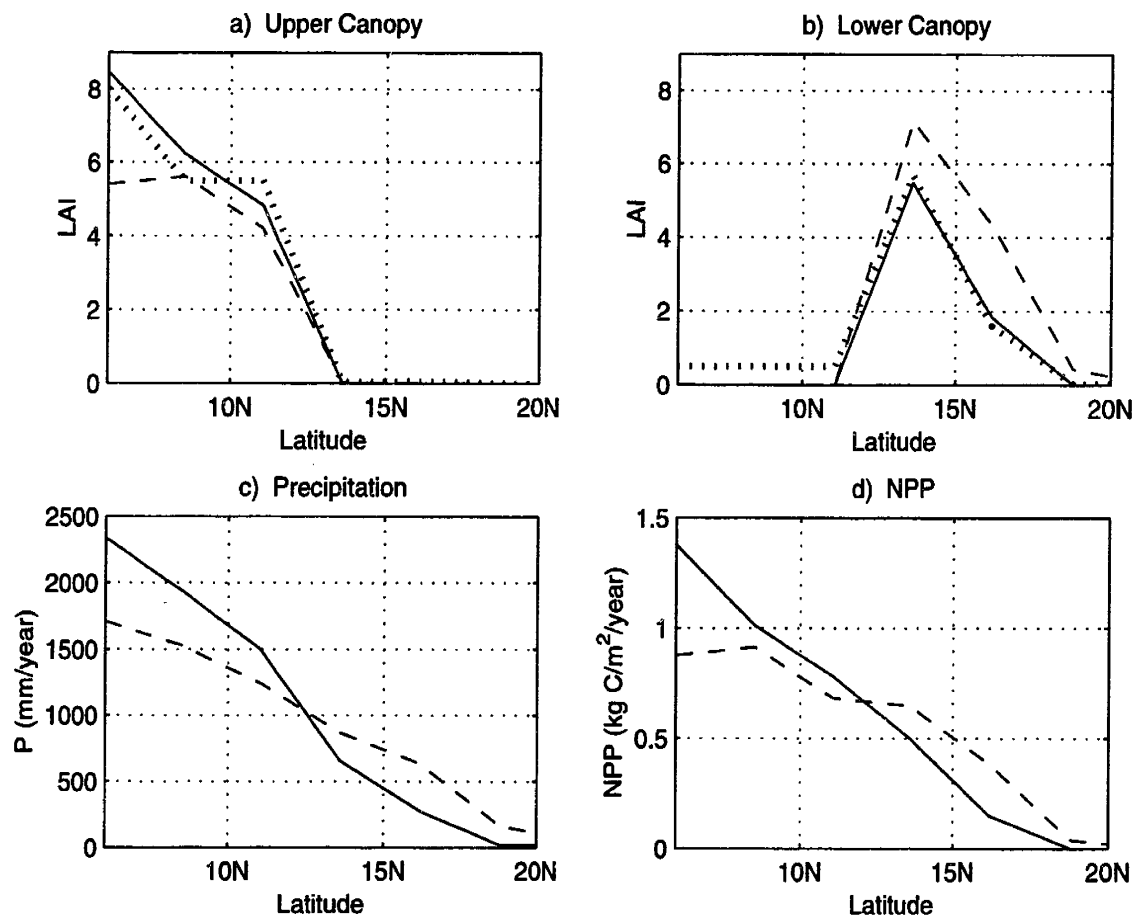 a) Upper Canopy
8
6
4
2
0
LAI
10N
15N
20N
Latitude
b) Lower Canopy
8
6
4
2
0
LAI
10N
15N
20N
Latitude
c) Precipitation
2500
2000
1500
1000
500
0
P (mm/year)
10N
15N
20N
Latitude
d) NPP
1.5
1
0.5
0
NPP (kg C/m²/year)
10N
15N
20N
Latitude